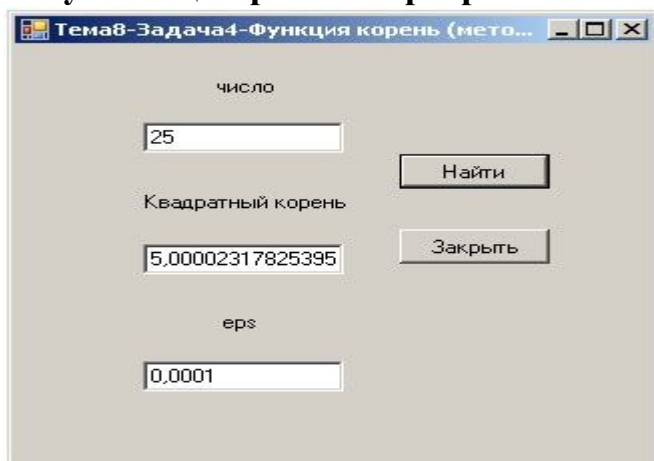 Тема8-Задача4-Функция корень (мето...
число
25
Найти
Квадратный корень
5,00002317825395
Закрыть
eps
0,0001